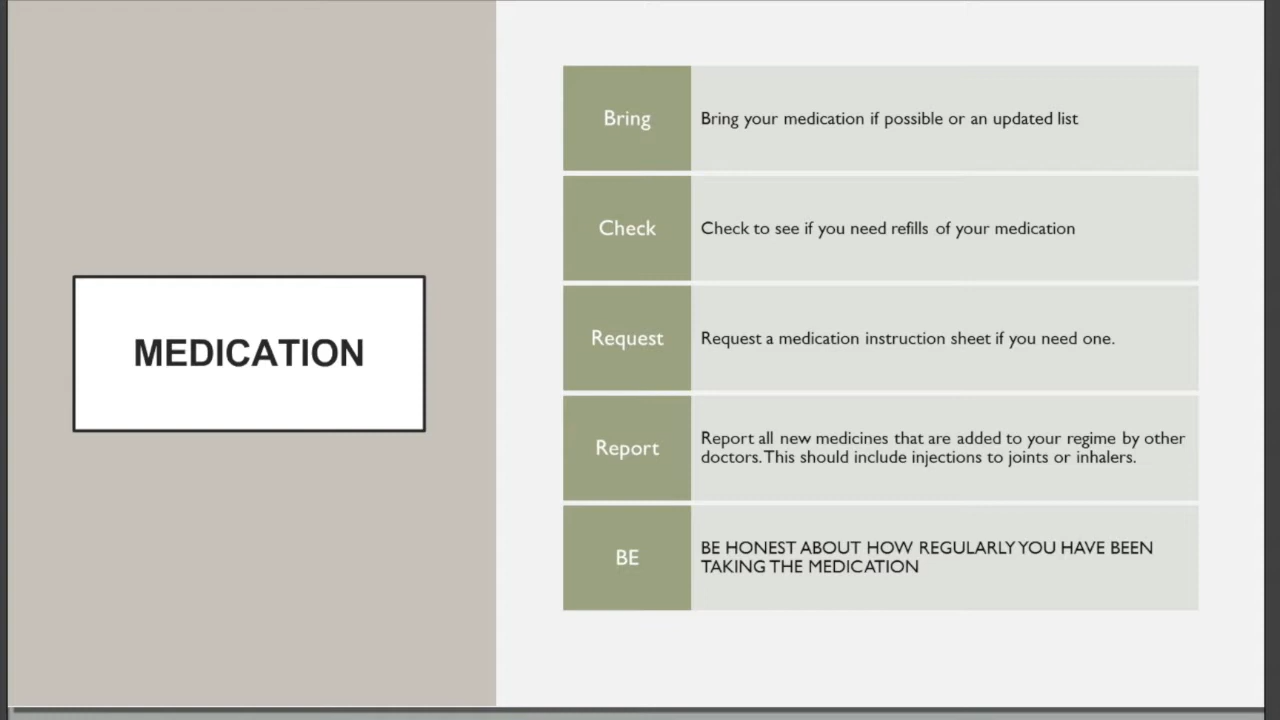 MEDICATION
Bring
Bring your medication if possible or an updated list
Check
Check to see if you need refills of your medication
Request
Request a medication instruction sheet if you need one.
Report
Report all new medicines that are added to your regime by other
doctors. This should include injections to joints or inhalers.
BE
BE HONEST ABOUT HOW REGULARLY YOU HAVE BEEN
TAKING THE MEDICATION